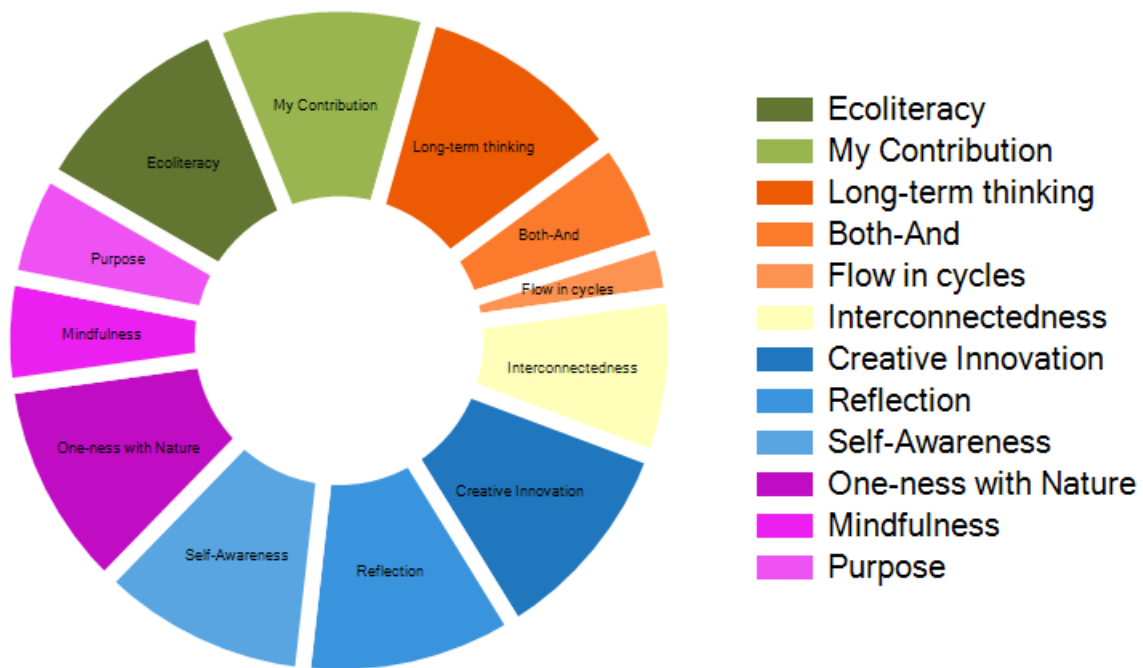 My Contribution
Long-term thinking
Ecoliteracy
Both-And
Purpose
Flow in cycles
Mindfulness
Interconnectedness
One-ness with Nature
Creative Innovation
Self-Awareness
Reflection
Ecoliteracy
My Contribution
Long-term thinking
Both-And
Flow in cycles
Interconnectedness
Creative Innovation
Reflection
Self-Awareness
One-ness with Nature
Mindfulness
Purpose